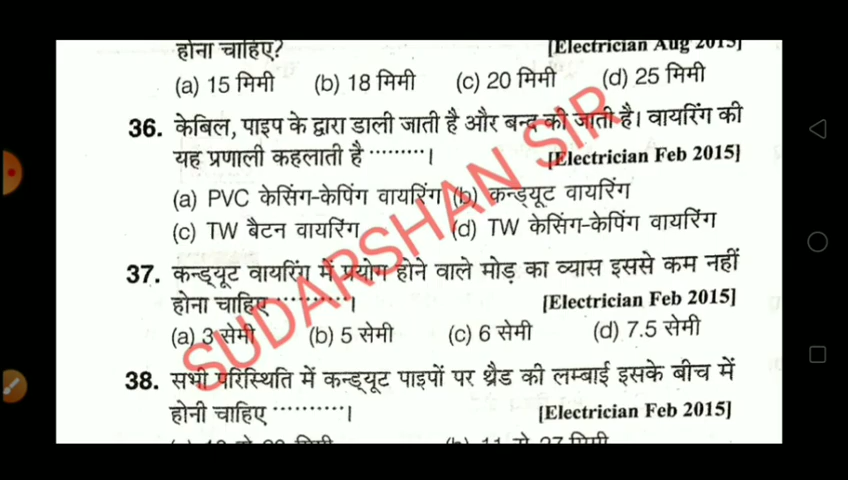 होना चाहिए? [Electrician Aug 2015]
(a) 15 मिमी (b) 18 मिमी (c) 20 मिमी (d) 25 मिमी
36. केबिल, पाइप के द्वारा डाली जाती है और बन्द की जाती है। वायरिंग की
यह प्रणाली कहलाती है ·········। [Electrician Feb 2015]
(a) PVC केसिंग-केपिंग वायरिंग (b) कन्ड्यूट वायरिंग
(c) TW बैटन वायरिंग (d) TW केसिंग-केपिंग वायरिंग
37. कन्ड्यूट वायरिंग में प्रयोग होने वाले मोड़ का व्यास इससे कम नहीं
होना चाहिए ··········। [Electrician Feb 2015]
(a) 3 सेमी (b) 5 सेमी (c) 6 सेमी (d) 7.5 सेमी
38. सभी परिस्थिति में कन्ड्यूट पाइपों पर थ्रैड की लम्बाई इसके बीच में
होनी चाहिए ··········। [Electrician Feb 2015]
SUDARSHAN SIR